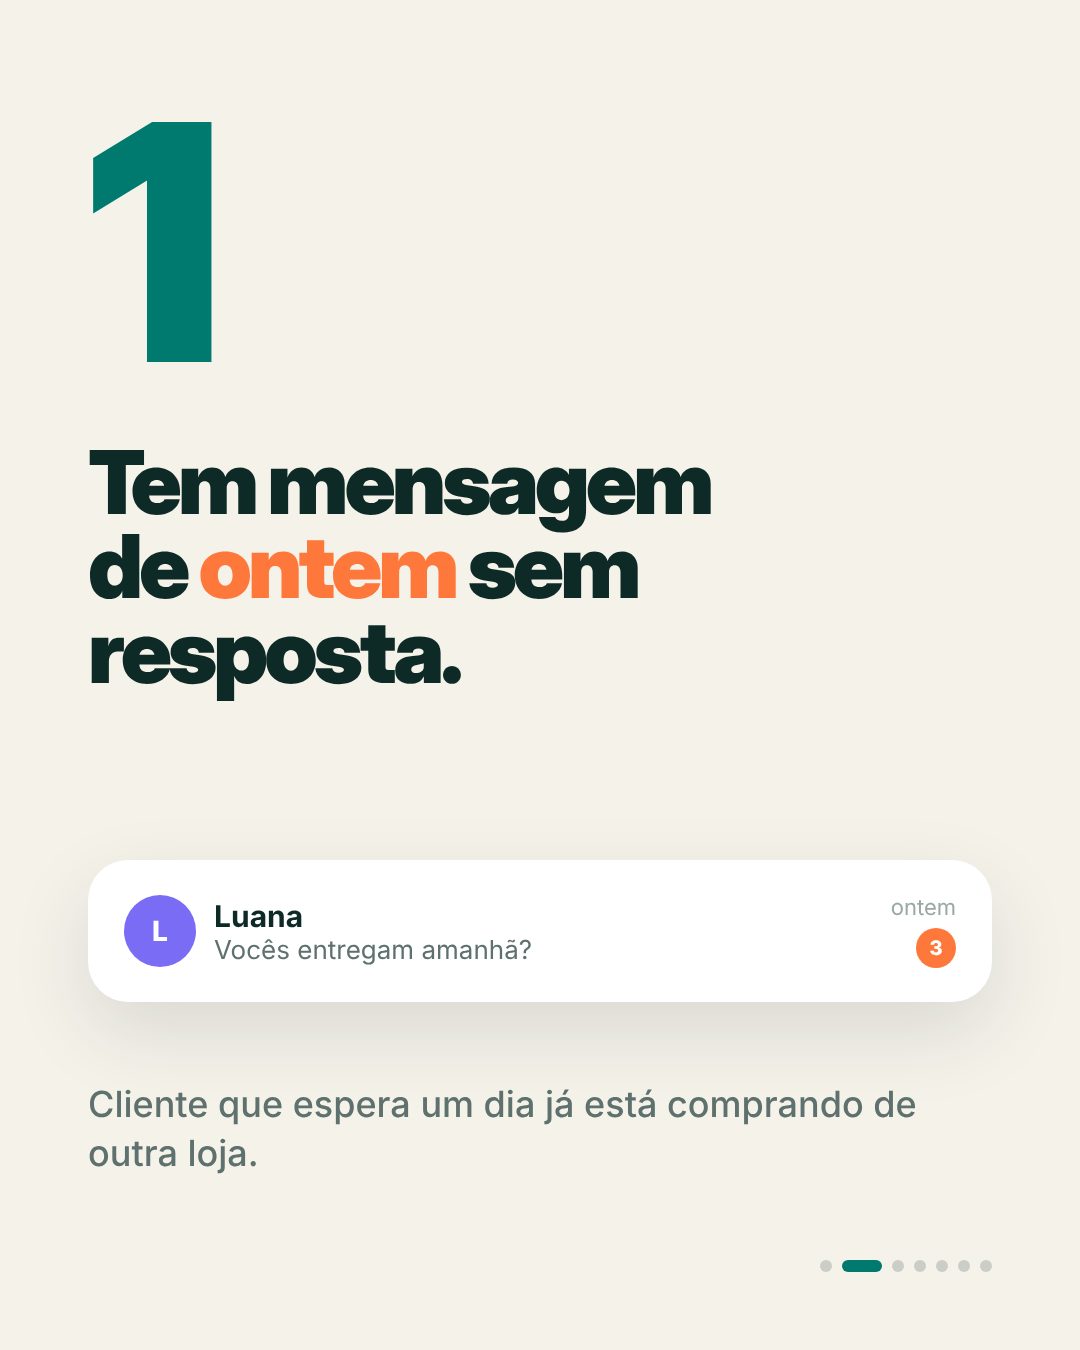 1
Tem mensagem
de ontem sem
resposta.
L
Luana
Vocês entregam amanhã?
ontem
3
Cliente que espera um dia já está comprando de
outra loja.